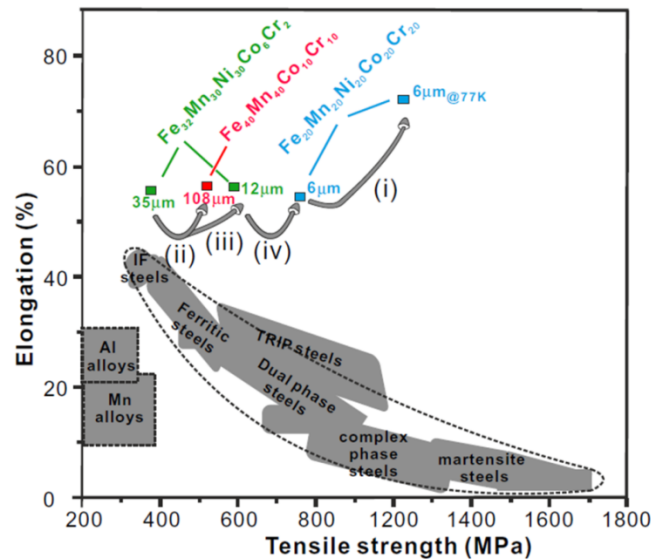 80
60
40
20
0
Elongation (%)
200 400 600 800 1000 1200 1400 1600 1800
Tensile strength (MPa)
Fe32Mn30Ni30Co6Cr2
Fe40Mn40Co10Cr10
Fe20Mn20Ni20Co20Cr20
6μm@77K
35μm
108μm
12μm
6μm
(i)
(ii)
(iii)
(iv)
IF
steels
Ferritic
steels
TRIP steels
Dual phase
steels
complex
phase
steels
martensite
steels
Al
alloys
Mn
alloys